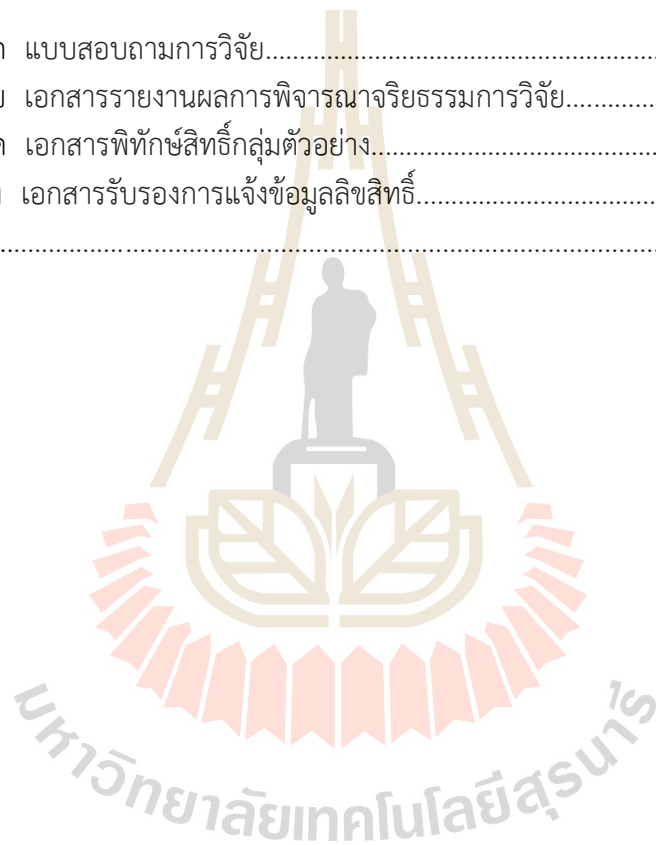 แบบสอบถามการวิจัย..........................................................
เอกสารรายงานผลการพิจารณาจริยธรรมการวิจัย............
เอกสารพิทักษ์สิทธิ์กลุ่มตัวอย่าง..........................................
เอกสารรับรองการแจ้งข้อมูลลิขสิทธิ์...................................
..........................................................................................
มหาวิทยาลัยเทคโนโลยีสุรนารี